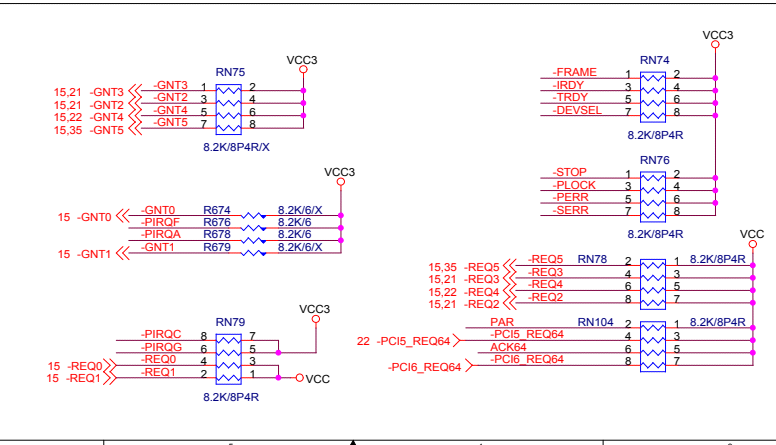 VCC3
RN75
15,21 -GNT3 -GNT3 1 2
15,21 -GNT2 -GNT2 3 4
15,22 -GNT4 -GNT4 5 6
15,35 -GNT5 -GNT5 7 8
8.2K/8P4R/X
VCC3
15 -GNT0 -GNT0 R674 8.2K/6/X
-PIRQF R676 8.2K/6
-PIRQA R678 8.2K/6
15 -GNT1 -GNT1 R679 8.2K/6/X
RN79 VCC3
-PIRQC 8 7
-PIRQG 6 5
15 -REQ0 -REQ0 4 3
15 -REQ1 -REQ1 2 1 VCC
8.2K/8P4R
VCC3
RN74
-FRAME 1 2
-IRDY 3 4
-TRDY 5 6
-DEVSEL 7 8
8.2K/8P4R
RN76
-STOP 1 2
-PLOCK 3 4
-PERR 5 6
-SERR 7 8
8.2K/8P4R
VCC
15,35 -REQ5 -REQ5 RN78 2 1 8.2K/8P4R
15,21 -REQ3 -REQ3 4 3
15,22 -REQ4 -REQ4 6 5
15,21 -REQ2 -REQ2 8 7
PAR RN104 2 1 8.2K/8P4R
22 -PCI5_REQ64 -PCI5_REQ64 4 3
ACK64 6 5
-PCI6_REQ64 -PCI6_REQ64 8 7